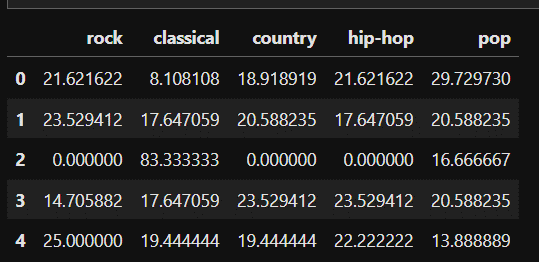 rock classical country hip-hop pop
0 21.621622 8.108108 18.918919 21.621622 29.729730
1 23.529412 17.647059 20.588235 17.647059 20.588235
2 0.000000 83.333333 0.000000 0.000000 16.666667
3 14.705882 17.647059 23.529412 23.529412 20.588235
4 25.000000 19.444444 19.444444 22.222222 13.888889